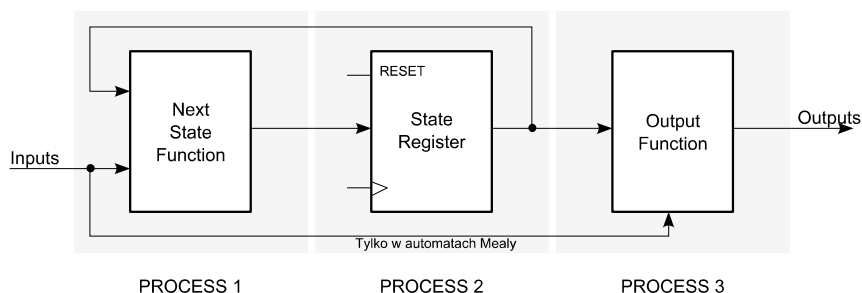 RESET
Next
State
Function
State
Register
Output
Function
Inputs
Outputs
Tylko w automatach Mealy
PROCESS 1
PROCESS 2
PROCESS 3